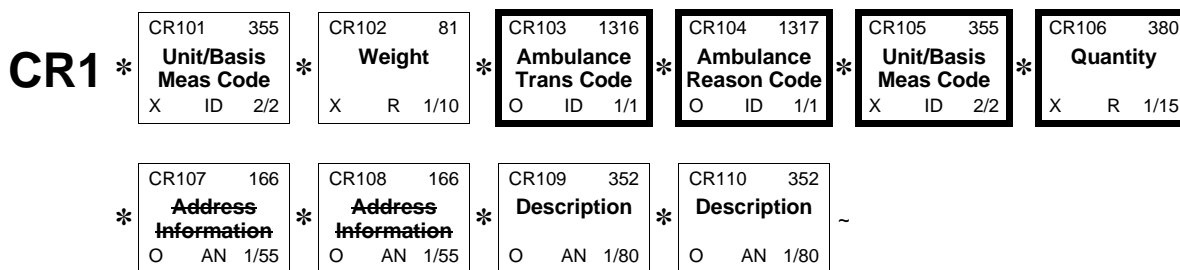 CR101 355 CR102 81 CR103 1316 CR104 1317 CR105 355 CR106 380
CR1 * Unit/Basis Meas Code * Weight * Ambulance Trans Code * Ambulance Reason Code * Unit/Basis Meas Code * Quantity
X ID 2/2 X R 1/10 O ID 1/1 O ID 1/1 X ID 2/2 X R 1/15
CR107 166 CR108 166 CR109 352 CR110 352
* Address Information * Address Information * Description * Description ~
O AN 1/55 O AN 1/55 O AN 1/80 O AN 1/80